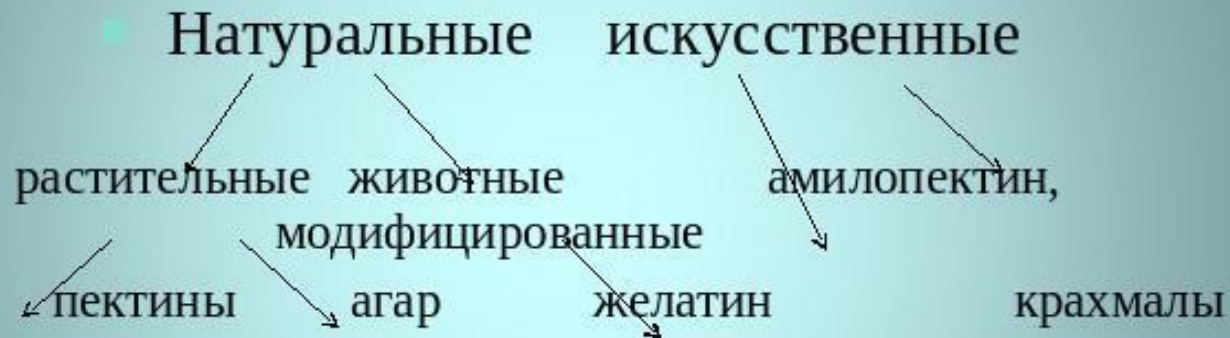 Натуральные искусственные
растительные животные амилопектин,
модифицированные
пектины агар желатин крахмалы